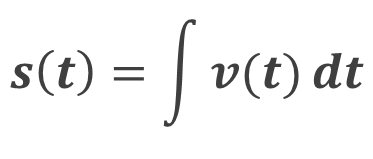 s(t) = ∫ v(t) dt